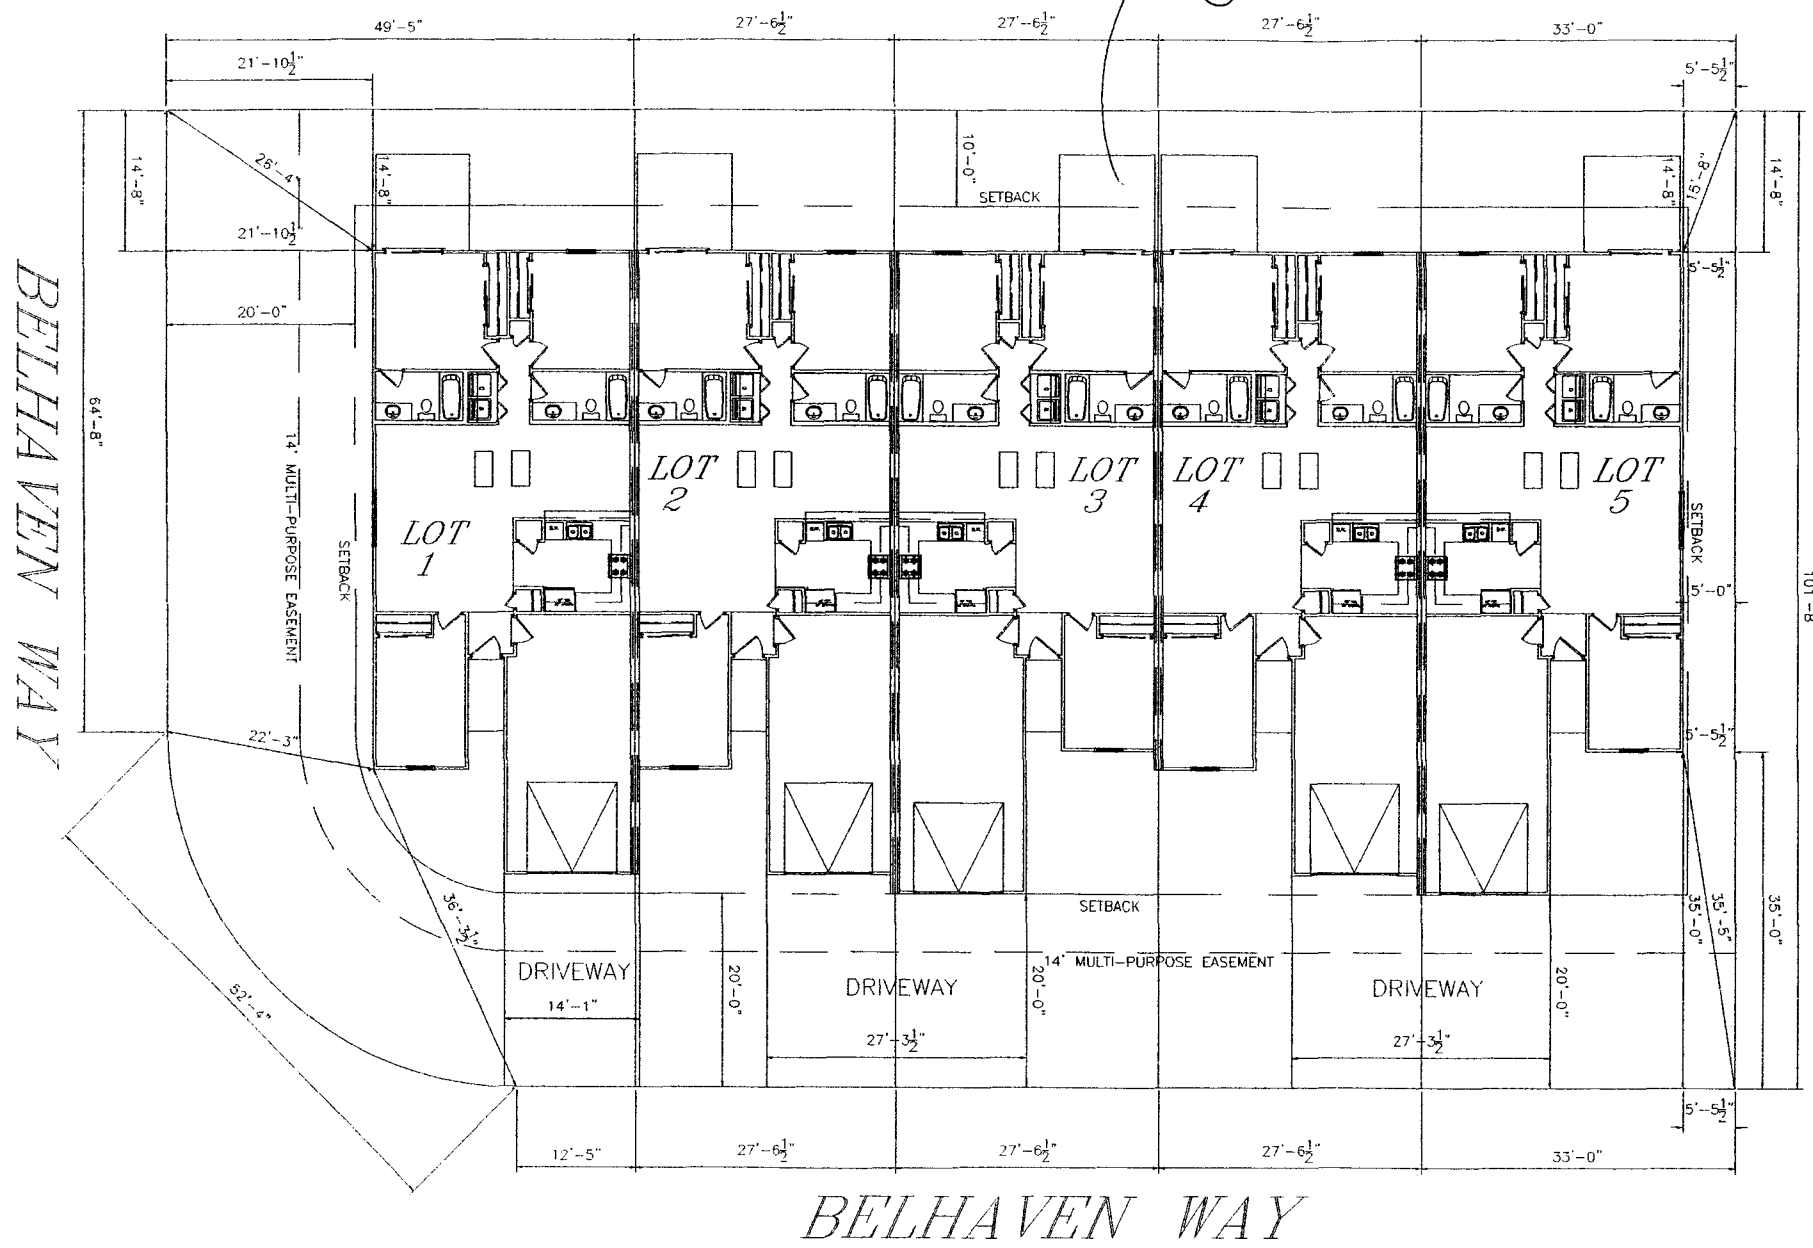 49'-5"
27'-6½"
27'-6½"
27'-6½"
33'-0"
21'-10½"
5'-5½"
26'-4"
14'-8"
14'-8"
10'-0"
SETBACK
14'-8"
15'-8"
14'-8"
21'-10½"
5'-5½"
20'-0"
BELHAVEN WAY
64'-8"
14' MULTI-PURPOSE EASEMENT
SETBACK
LOT
1
LOT
2
LOT
3
LOT
4
LOT
5
SETBACK
5'-0"
101'-8
22'-3"
5'-5½"
36'-3½"
SETBACK
35'-0"
35'-5"
35'-0"
14' MULTI-PURPOSE EASEMENT
DRIVEWAY
DRIVEWAY
DRIVEWAY
52'-4"
14'-1"
20'-0"
20'-0"
20'-0"
27'-3½"
27'-3½"
5'-5½"
12'-5"
27'-6½"
27'-6½"
27'-6½"
33'-0"
BELHAVEN WAY